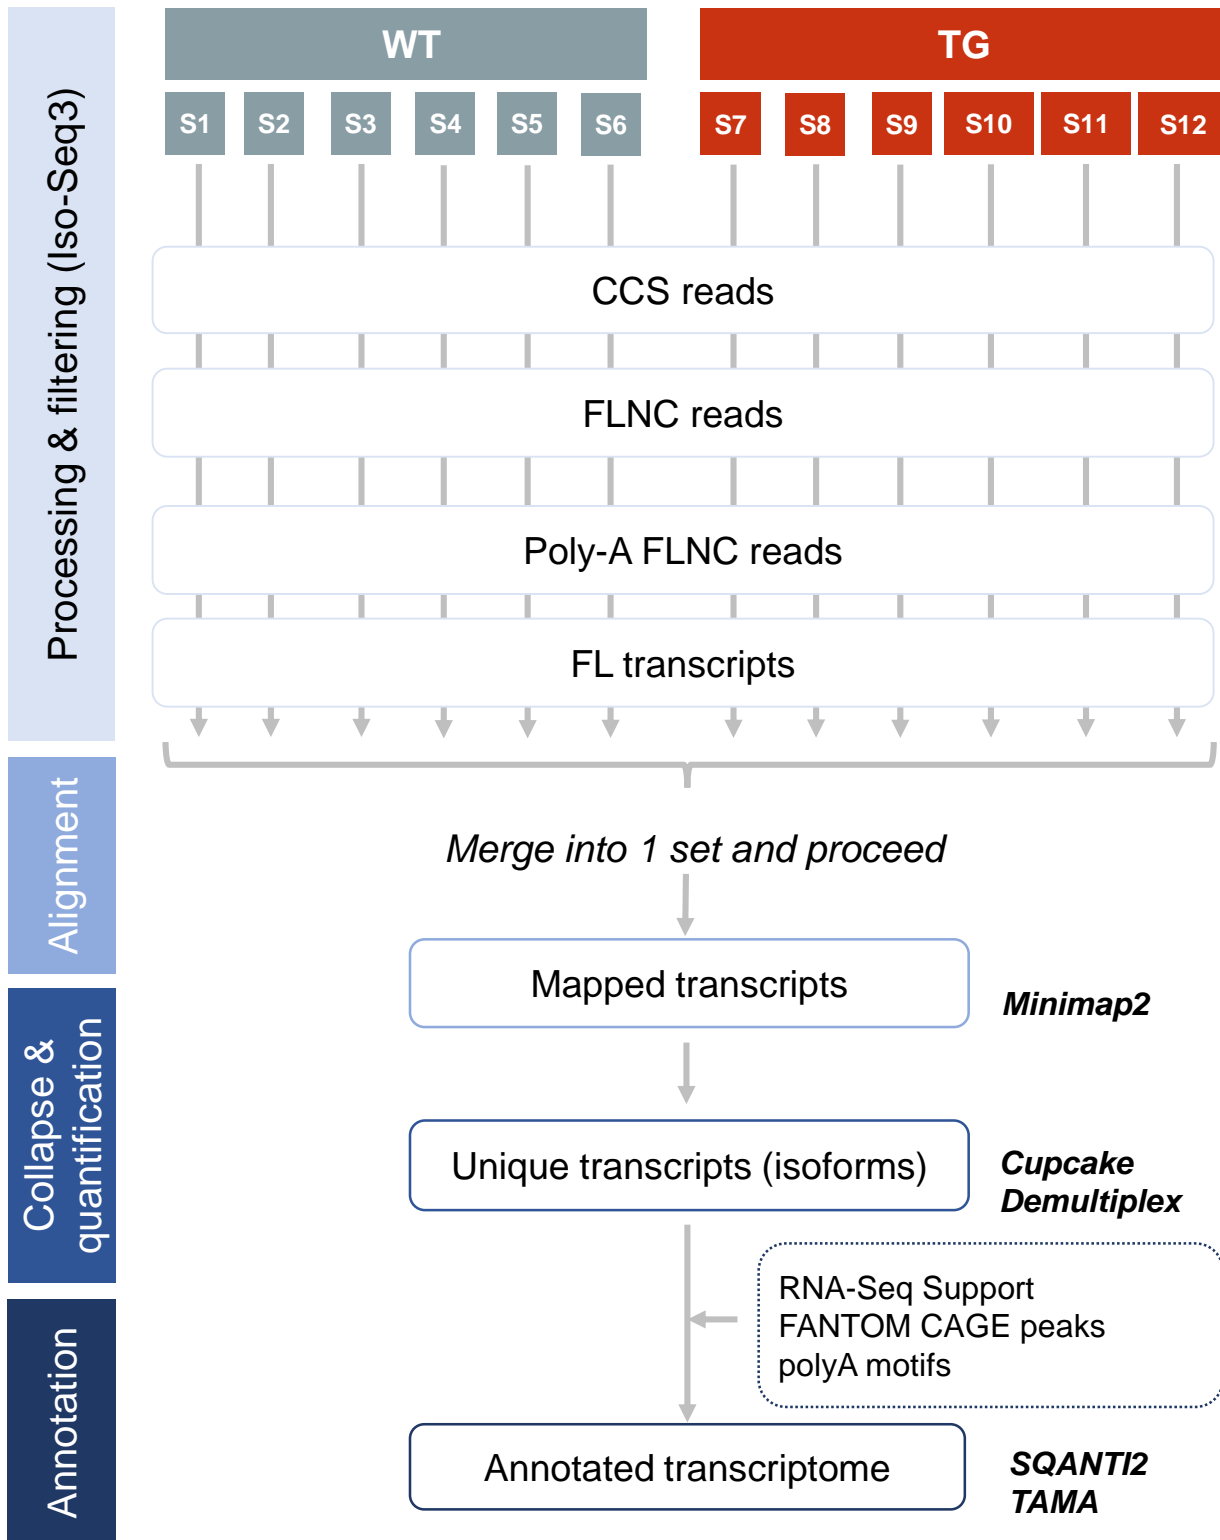 WT
TG
S1 S2 S3 S4 S5 S6 S7 S8 S9 S10 S11 S12
Processing & filtering (Iso-Seq3)
CCS reads
FLNC reads
Poly-A FLNC reads
FL transcripts
Alignment
Merge into 1 set and proceed
Mapped transcripts
Minimap2
Collapse &
quantification
Unique transcripts (isoforms)
Cupcake
Demultiplex
RNA-Seq Support
FANTOM CAGE peaks
polyA motifs
Annotation
Annotated transcriptome
SQANTI2
TAMA